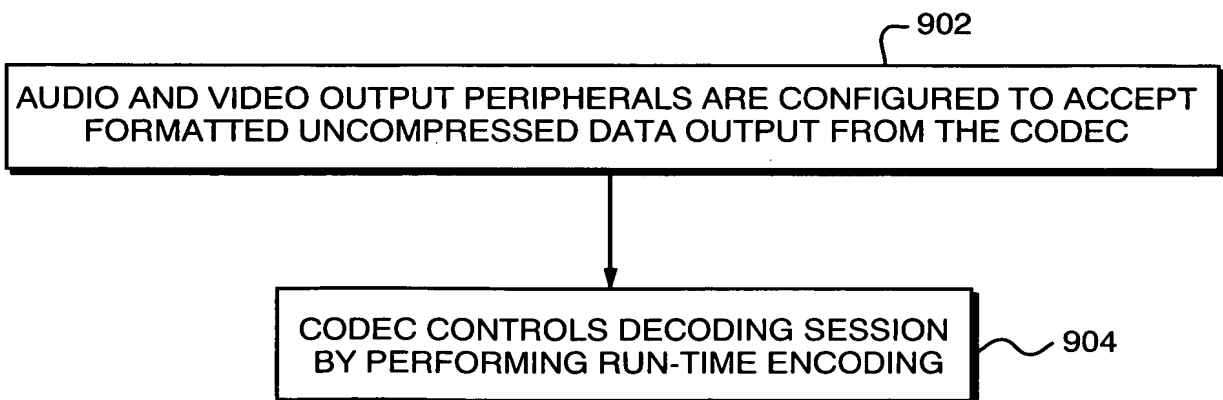 902
AUDIO AND VIDEO OUTPUT PERIPHERALS ARE CONFIGURED TO ACCEPT
FORMATTED UNCOMPRESSED DATA OUTPUT FROM THE CODEC
CODEC CONTROLS DECODING SESSION
BY PERFORMING RUN-TIME ENCODING
904